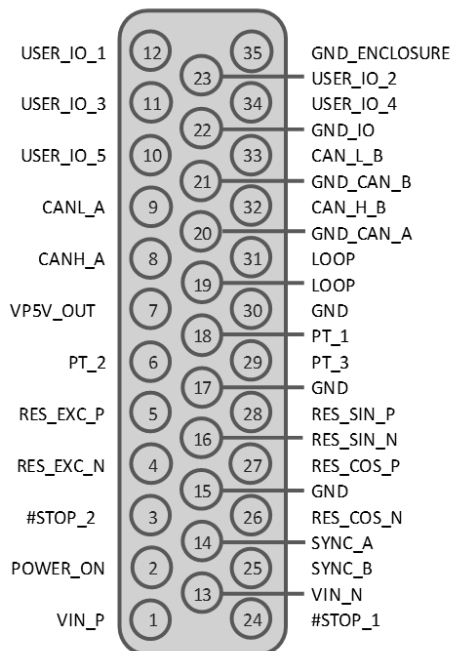 USER_IO_1 12 35 GND_ENCLOSURE
23 USER_IO_2
USER_IO_3 11 34 USER_IO_4
22 GND_IO
USER_IO_5 10 33 CAN_L_B
21 GND_CAN_B
CANL_A 9 32 CAN_H_B
20 GND_CAN_A
CANH_A 8 31 LOOP
19 LOOP
VP5V_OUT 7 30 GND
18 PT_1
PT_2 6 29 PT_3
17 GND
RES_EXC_P 5 28 RES_SIN_P
16 RES_SIN_N
RES_EXC_N 4 27 RES_COS_P
15 GND
#STOP_2 3 26 RES_COS_N
14 SYNC_A
POWER_ON 2 25 SYNC_B
13 VIN_N
VIN_P 1 24 #STOP_1